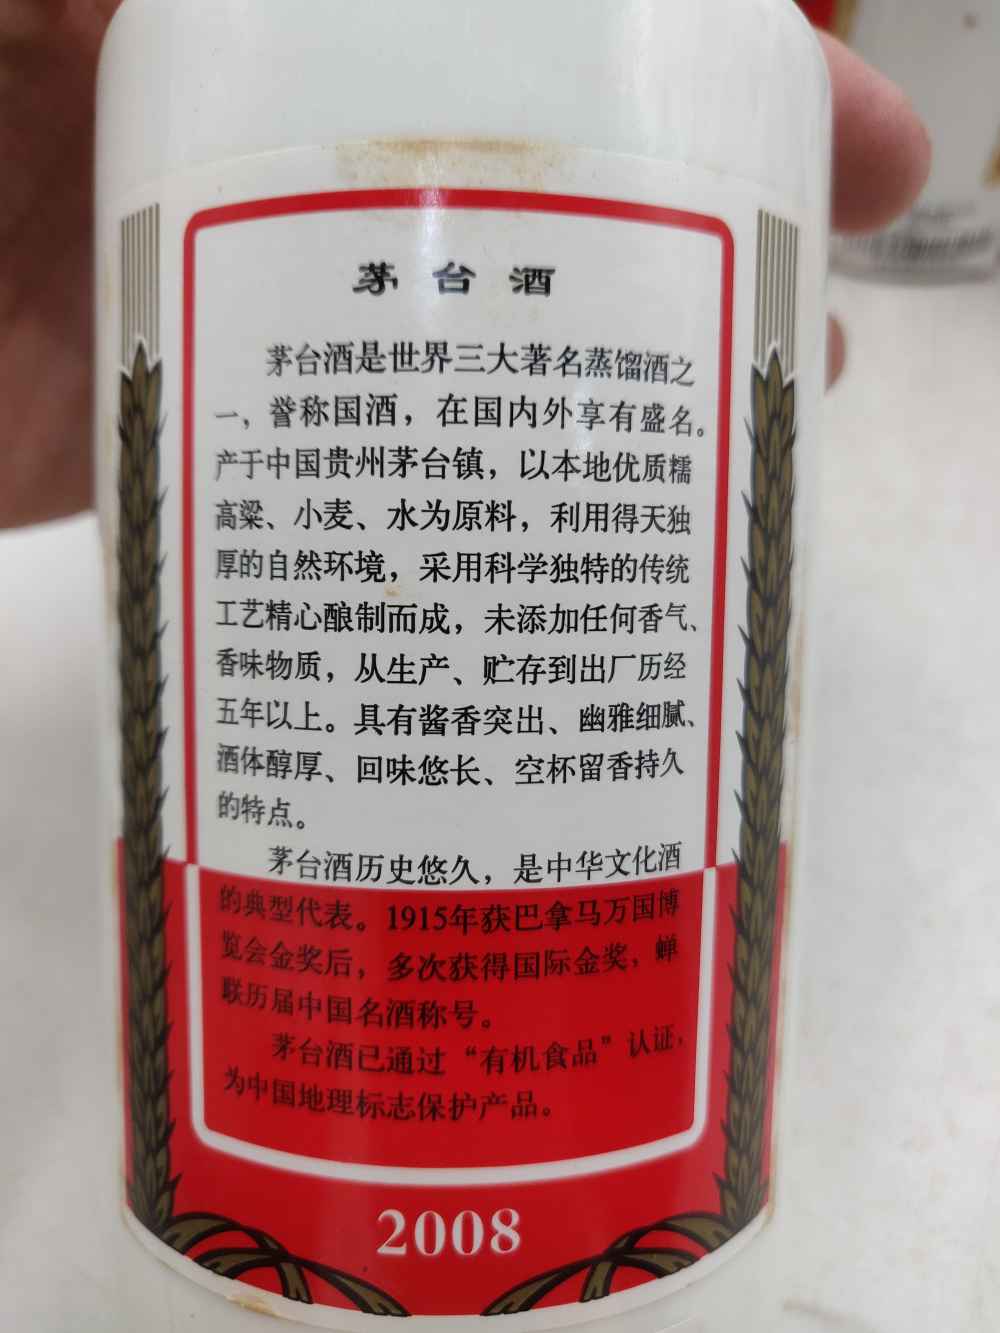 茅台酒
茅台酒是世界三大著名蒸馏酒之
一，誉称国酒，在国内外享有盛名。
产于中国贵州茅台镇，以本地优质糯
高粱、小麦、水为原料，利用得天独
厚的自然环境，采用科学独特的传统
工艺精心酿制而成，未添加任何香气、
香味物质，从生产、贮存到出厂历经
五年以上。具有酱香突出、幽雅细腻、
酒体醇厚、回味悠长、空杯留香持久
的特点。
茅台酒历史悠久，是中华文化酒
的典型代表。1915年获巴拿马万国博
览会金奖后，多次获得国际金奖，蝉
联历届中国名酒称号。
茅台酒已通过“有机食品”认证，
为中国地理标志保护产品。
2008